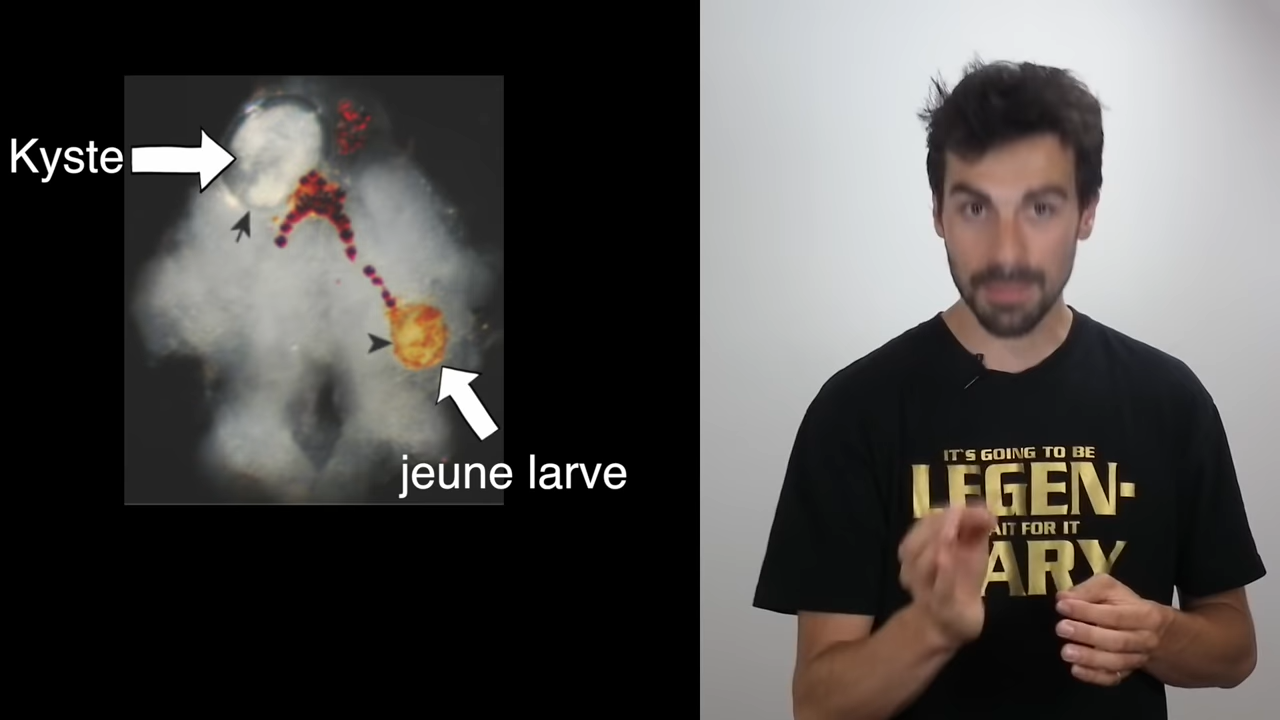 Kyste
jeune larve
IT'S GOING TO BE
LEGEN-
FOR IT